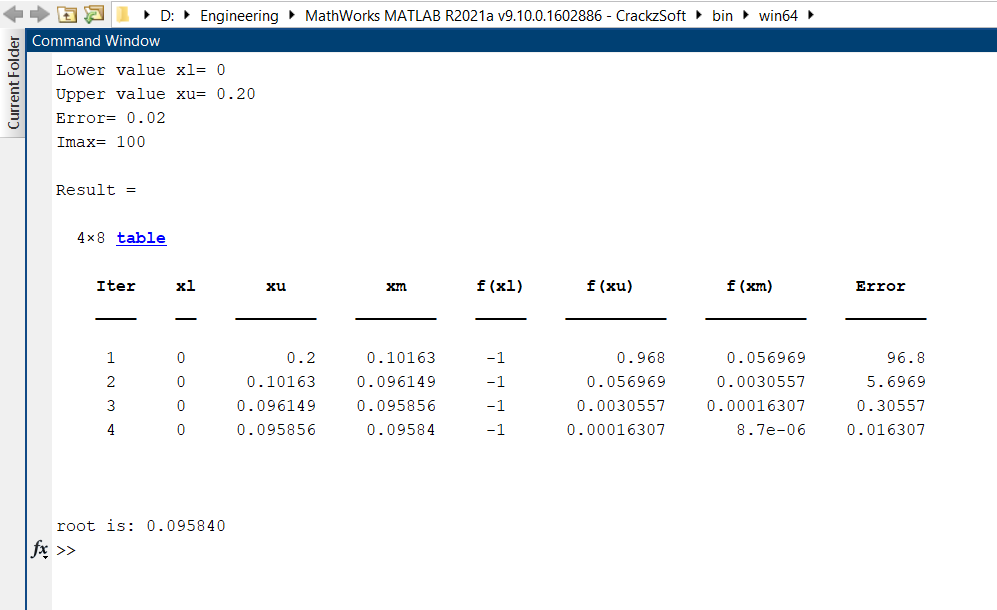 D: Engineering MathWorks MATLAB R2021a v9.10.0.1602886 - CrackzSoft bin win64
Current Folder
Command Window
Lower value xl= 0
Upper value xu= 0.20
Error= 0.02
Imax= 100
Result =
4×8 table
Iter xl xu xm f(xl) f(xu) f(xm) Error
1 0 0.2 0.10163 -1 0.968 0.056969 96.8
2 0 0.10163 0.096149 -1 0.056969 0.0030557 5.6969
3 0 0.096149 0.095856 -1 0.0030557 0.00016307 0.30557
4 0 0.095856 0.09584 -1 0.00016307 8.7e-06 0.016307
root is: 0.095840
fx >>